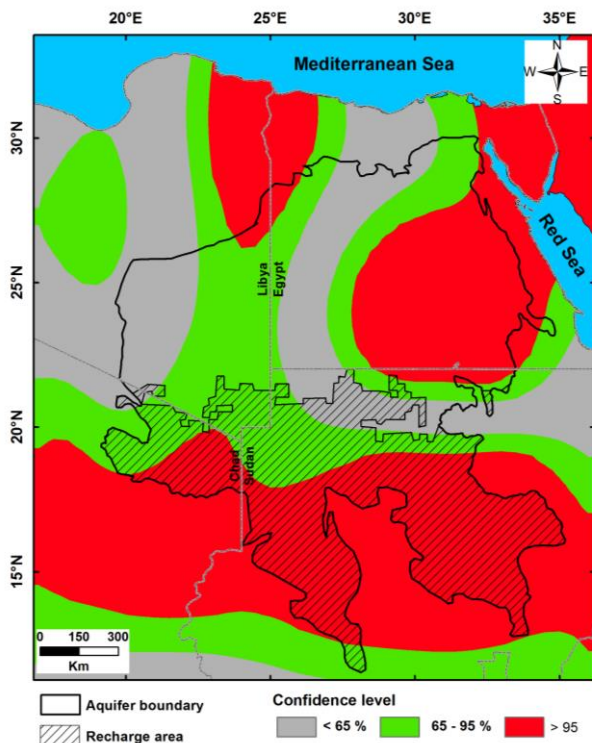 20°E 25°E 30°E 35°E
Mediterranean Sea
N
W E
S
30°N
Red Sea
Libya
Egypt
25°N
20°N
Chad
Sudan
15°N
0 150 300
Km
Aquifer boundary
Recharge area
Confidence level
< 65 % 65 - 95 % > 95